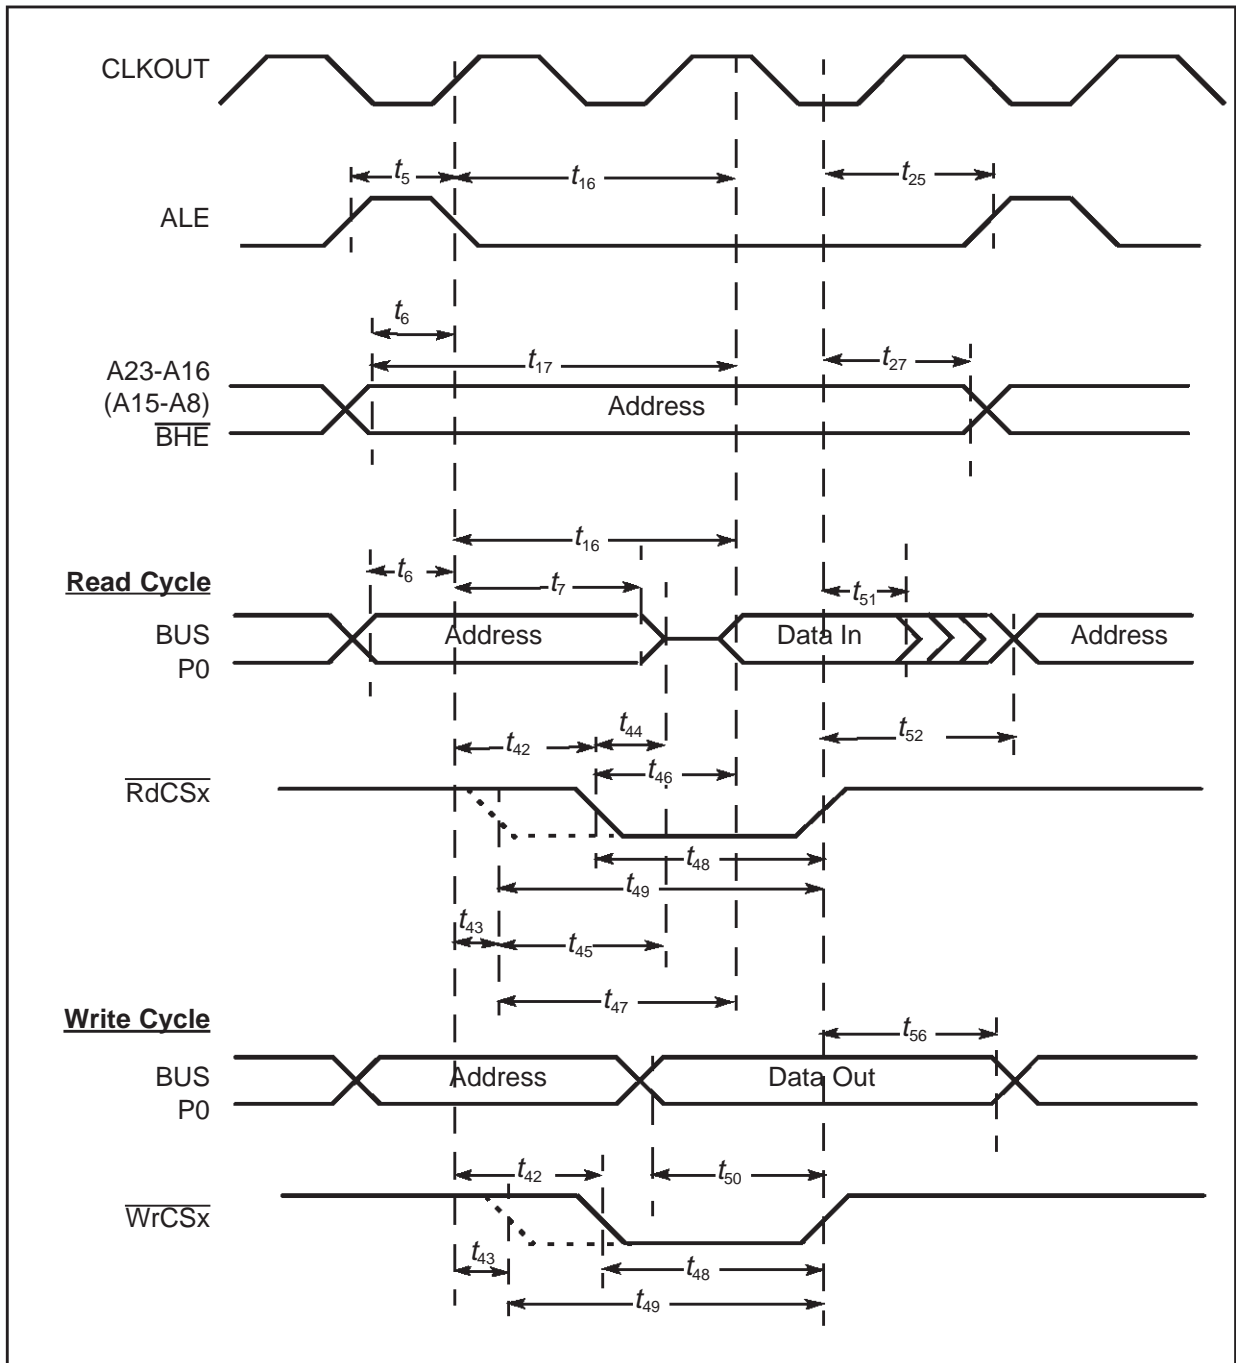 CLKOUT
t5
t16
t25
ALE
t6
t17
t27
A23-A16
(A15-A8)
BHE
Address
t16
Read Cycle
t6
t7
t51
BUS
P0
Address
Data In
Address
t42
t44
t52
t46
RdCSx
t48
t49
t43
t45
t47
Write Cycle
t56
BUS
P0
Address
Data Out
t42
t50
WrCSx
t43
t48
t49